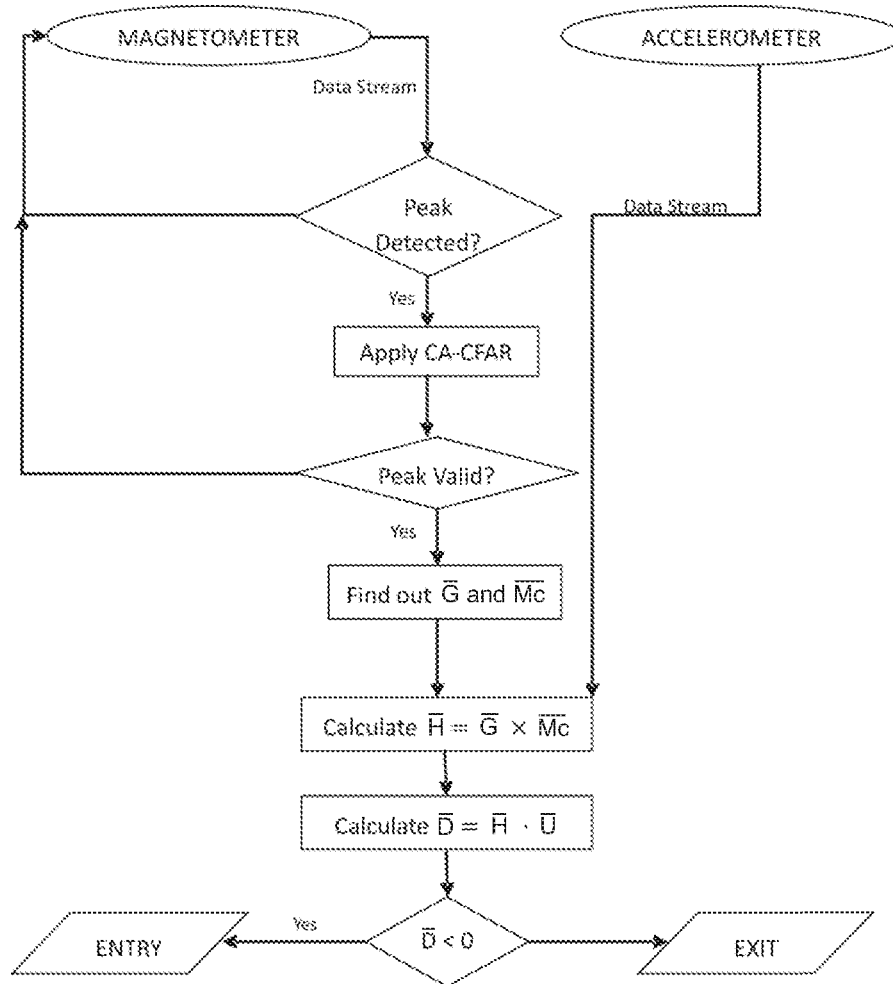 MAGNETOMETER
ACCELEROMETER
Data Stream
Peak
Detected?
Data Stream
Yes
Apply CA-CFAR
Peak Valid?
Yes
Find out G̅ and M̅c̅
Calculate H̅ = G̅ × M̅c̅
Calculate D̅ = H̅ · U̅
Yes
D̅ < 0
ENTRY
EXIT